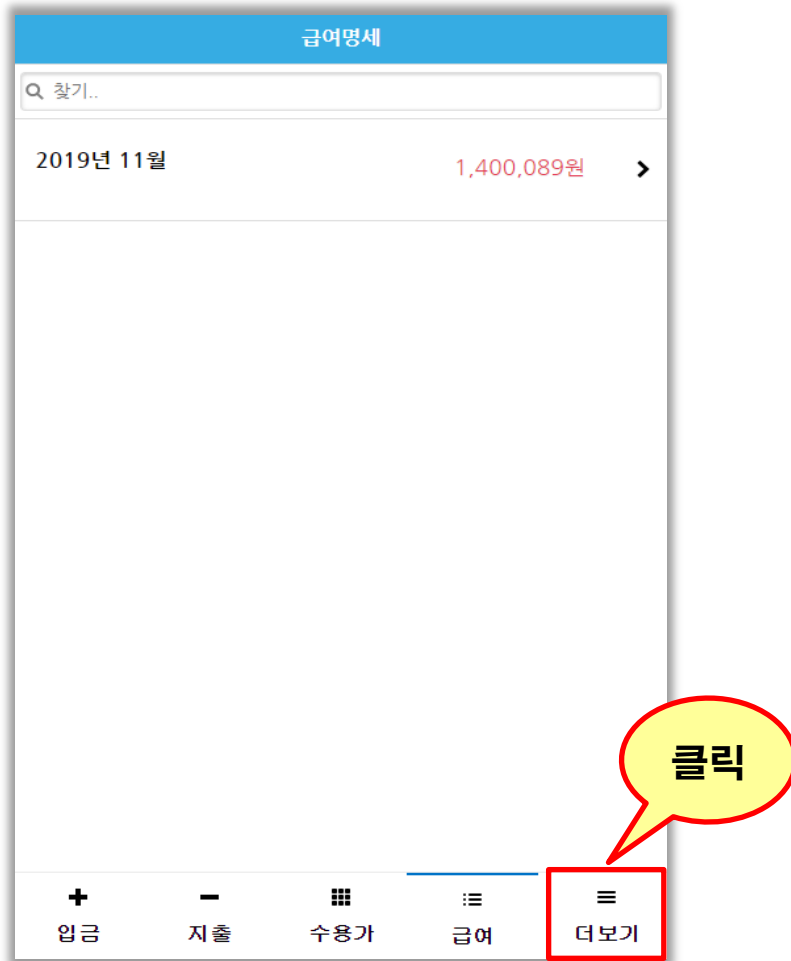 급여명세
찾기..
2019년 11월
1,400,089원
클릭
입금 지출 수용가 급여 더보기